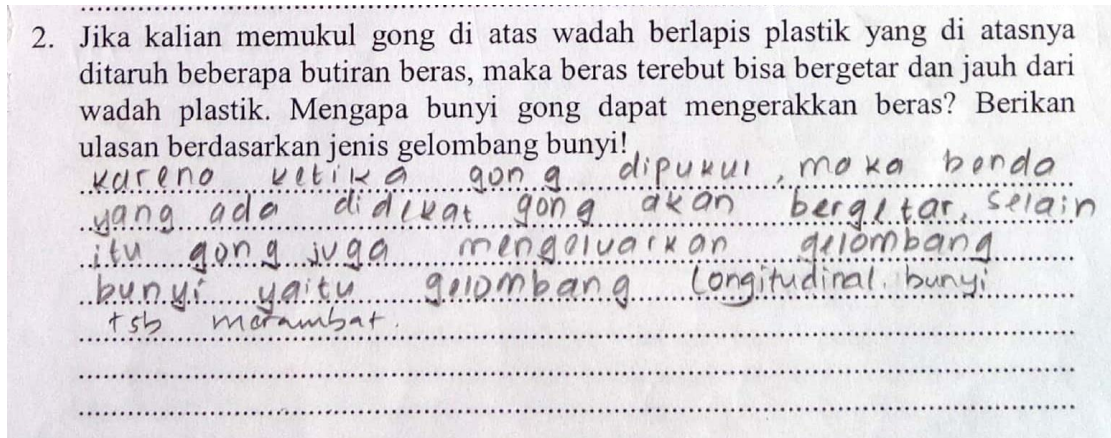 2. Jika kalian memukul gong di atas wadah berlapis plastik yang di atasnya
ditaruh beberapa butiran beras, maka beras terebut bisa bergetar dan jauh dari
wadah plastik. Mengapa bunyi gong dapat mengerakkan beras? Berikan
ulasan berdasarkan jenis gelombang bunyi!
karena ketika gong dipukul, maka benda
yang ada didekat gong akan bergetar. selain
itu gong juga mengeluarkan gelombang
bunyi yaitu gelombang longitudinal. bunyi
tsb merambat.